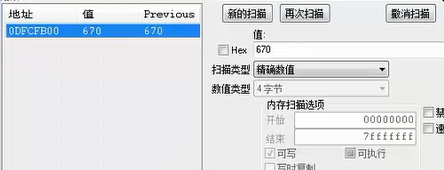 地址 值 Previous
0DFCFB00 670 670
新的扫描 再次扫描 撤消扫描
值:
Hex 670
扫描类型 精确数值
数值类型 4 字节
内存扫描选项
开始 00000000
结束 7fffffff
可写 可执行
写时复制
禁
速